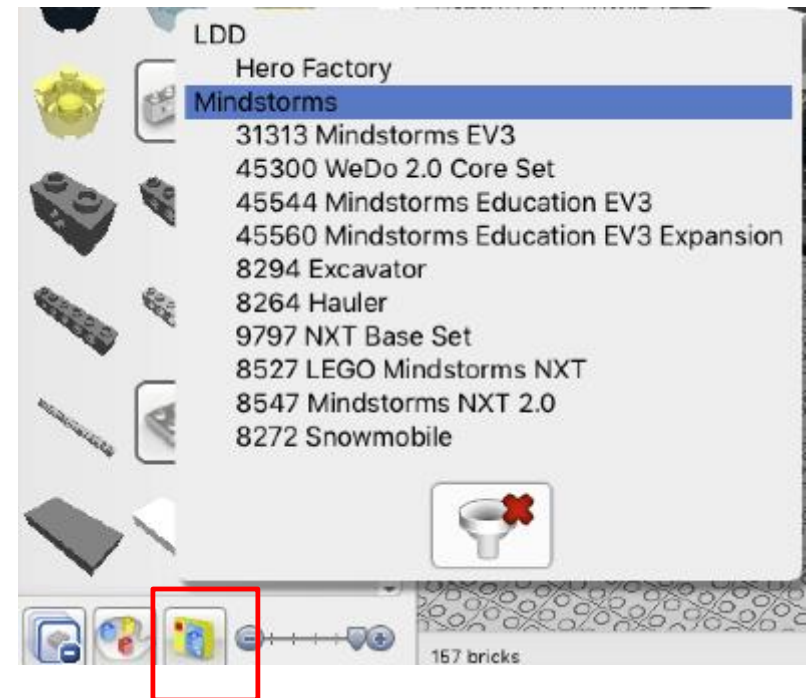 LDD
Hero Factory
Mindstorms
31313 Mindstorms EV3
45300 WeDo 2.0 Core Set
45544 Mindstorms Education EV3
45560 Mindstorms Education EV3 Expansion
8294 Excavator
8264 Hauler
9797 NXT Base Set
8527 LEGO Mindstorms NXT
8547 Mindstorms NXT 2.0
8272 Snowmobile
157 bricks